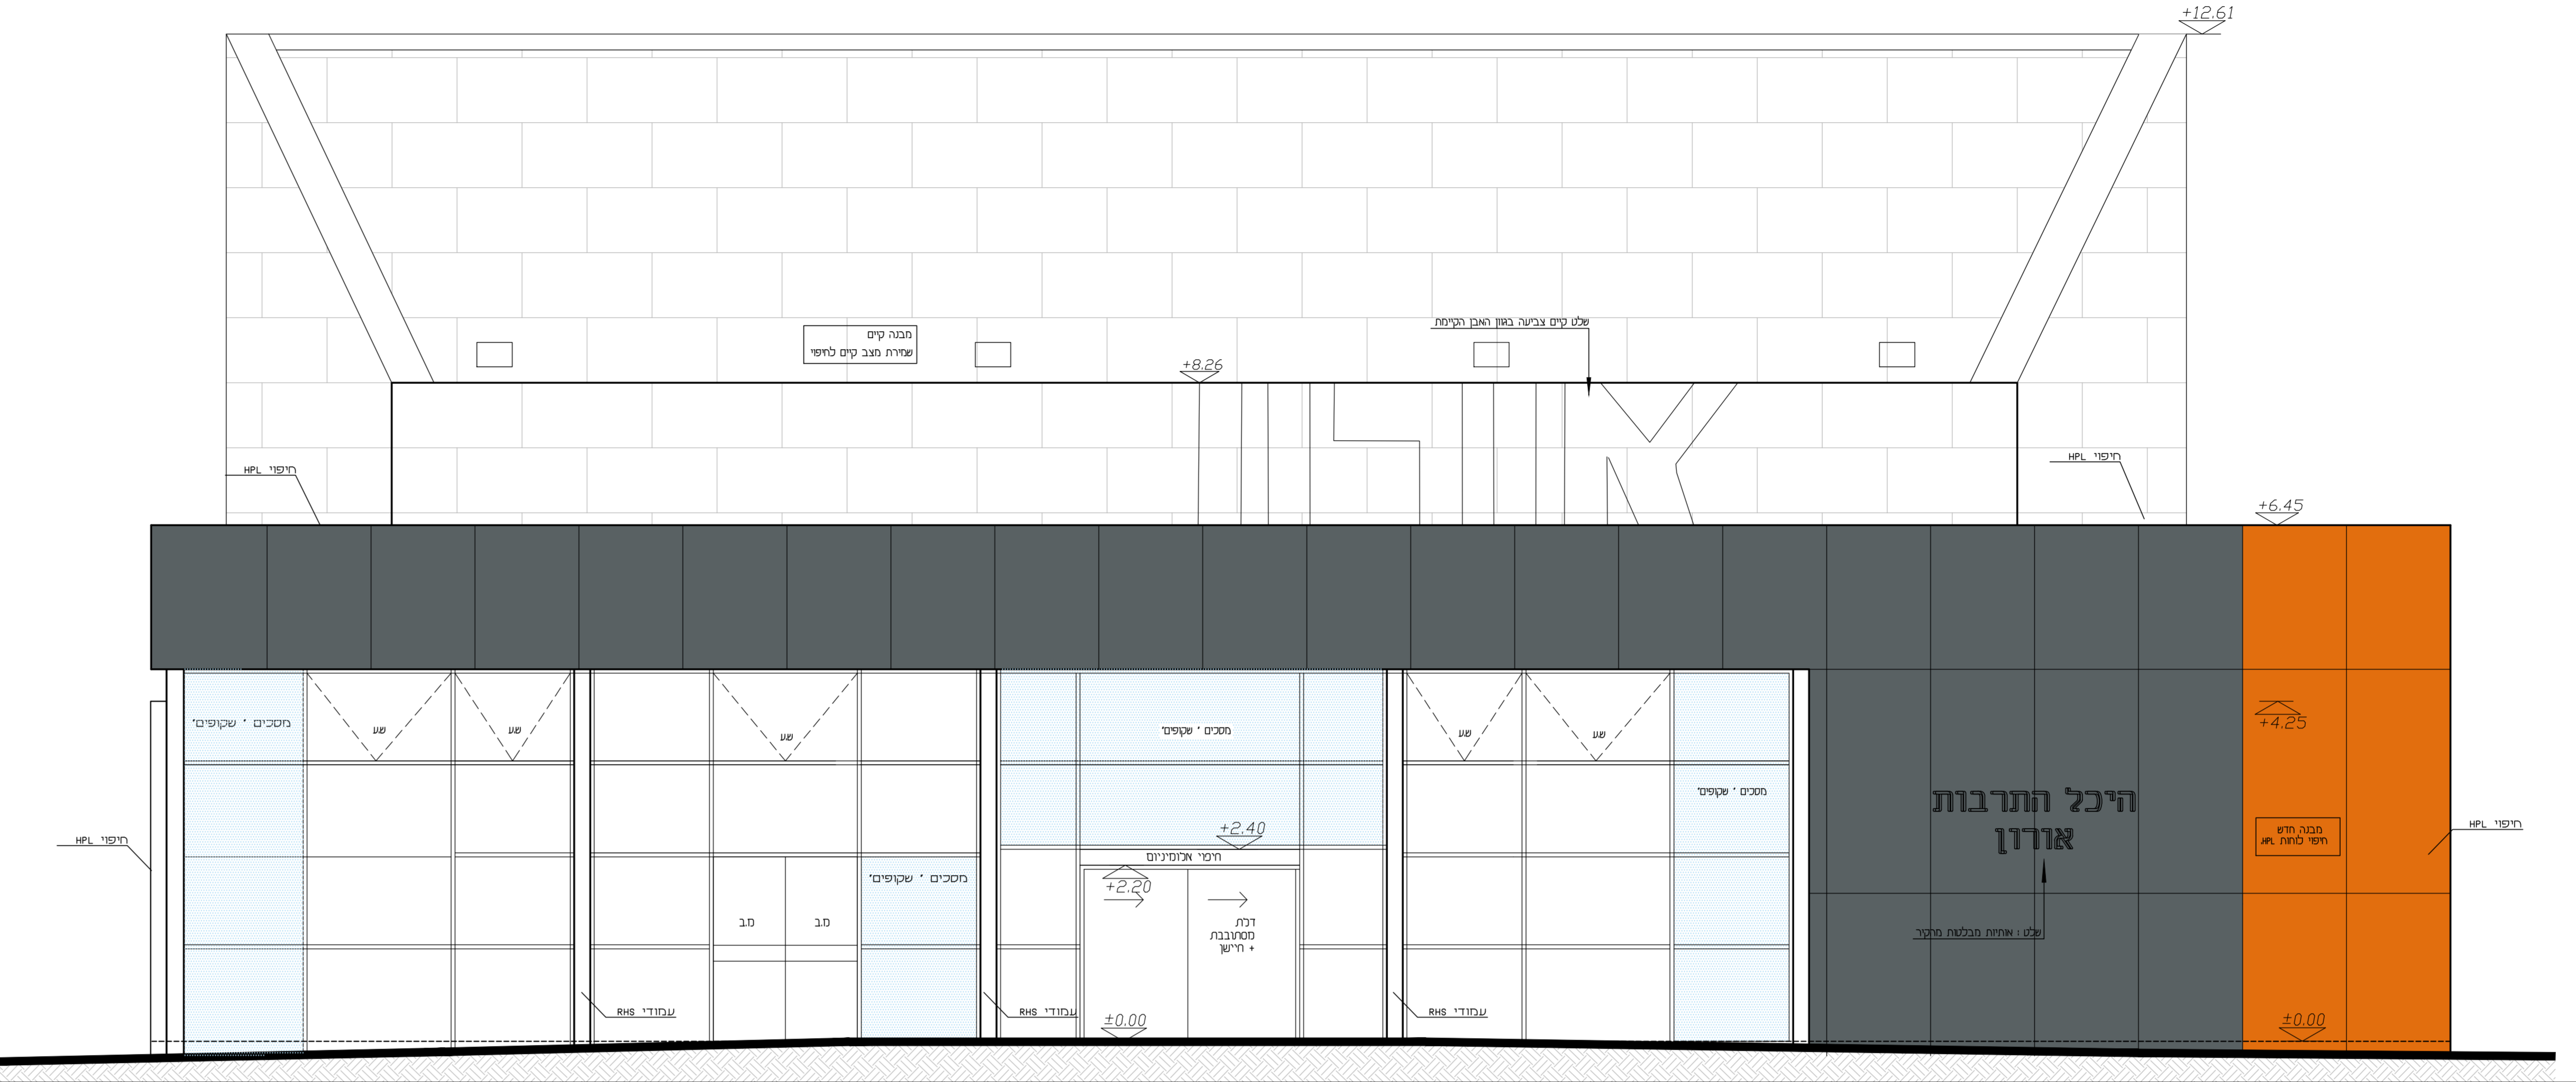 +12.61
שלט קיים צביעה בגוון האבן הקיימת
מבנה קיים
שמירת מצב קיים לחיפוי
+8.26
חיפוי HPL
חיפוי HPL
+6.45
מסכים " שקופים"
שע
שע
שע
מסכים " שקופים"
שע
שע
+4.25
מסכים " שקופים"
היכל התרבות
אורון
מבנה חדש
חיפוי לוחות HPL
חיפוי HPL
חיפוי HPL
+2.40
חיפוי אלומיניום
+2.20
מסכים " שקופים"
מ.ב
מ.ב
דלת
מסתובבת
+ חיישן
שלט : אותיות מבלטות מהקיר
עמודי RHS
עמודי RHS
עמודי RHS
±0.00
±0.00